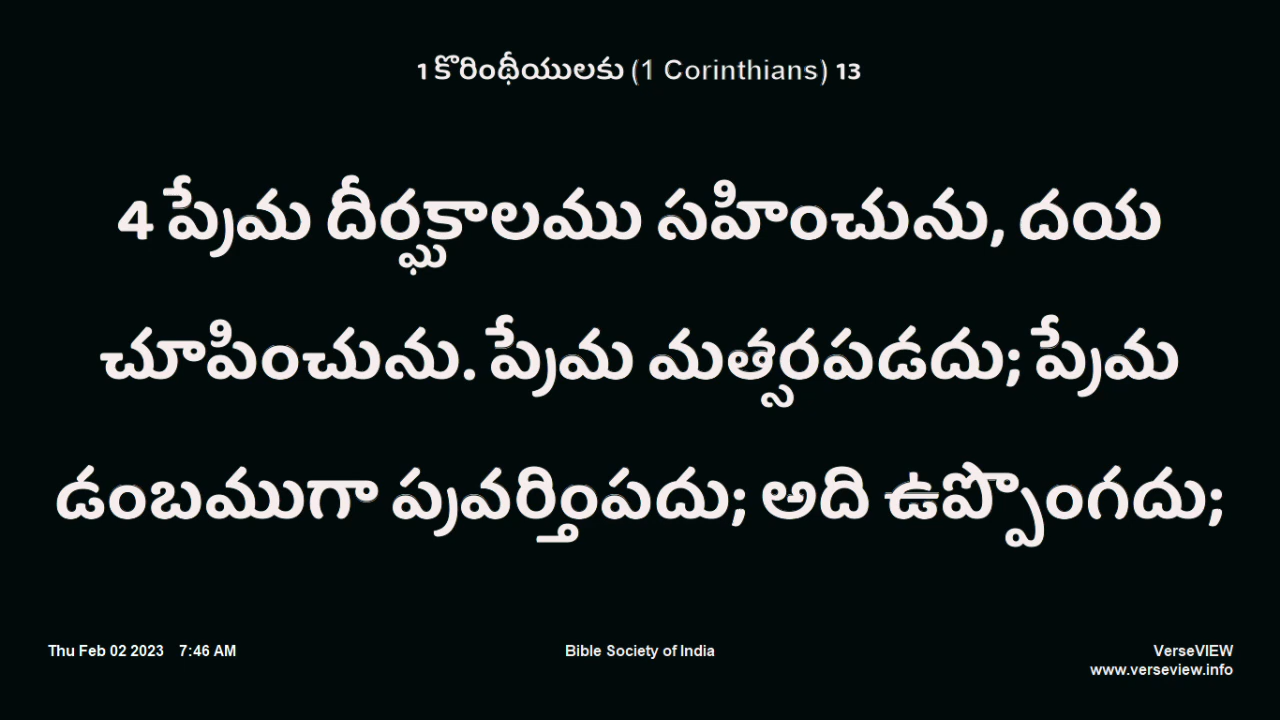 1 కొరింథీయులకు (1 Corinthians) 13
4 ప్రేమ దీర్ఘకాలము సహించును, దయ
చూపించును. ప్రేమ మత్సరపడదు; ప్రేమ
డంబముగా ప్రవర్తింపదు; అది ఉప్పొంగదు;
Thu Feb 02 2023 7:46 AM
Bible Society of India
VerseVIEW
www.verseview.info